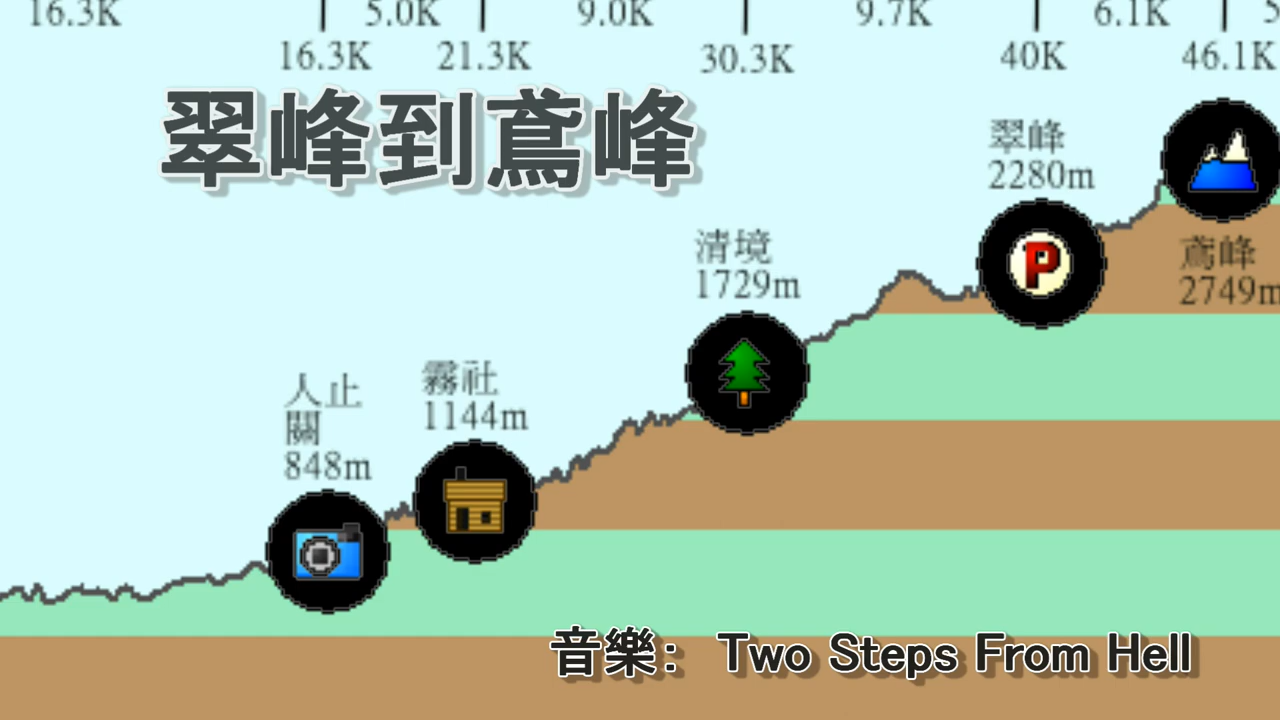 16.3K 5.0K 9.0K 9.7K 6.1K 5
16.3K 21.3K 30.3K 40K 46.1K
翠峰到鳶峰
翠峰
2280m
鳶峰
2749m
清境
1729m
霧社
1144m
人止
關
848m
P
音樂: Two Steps From Hell